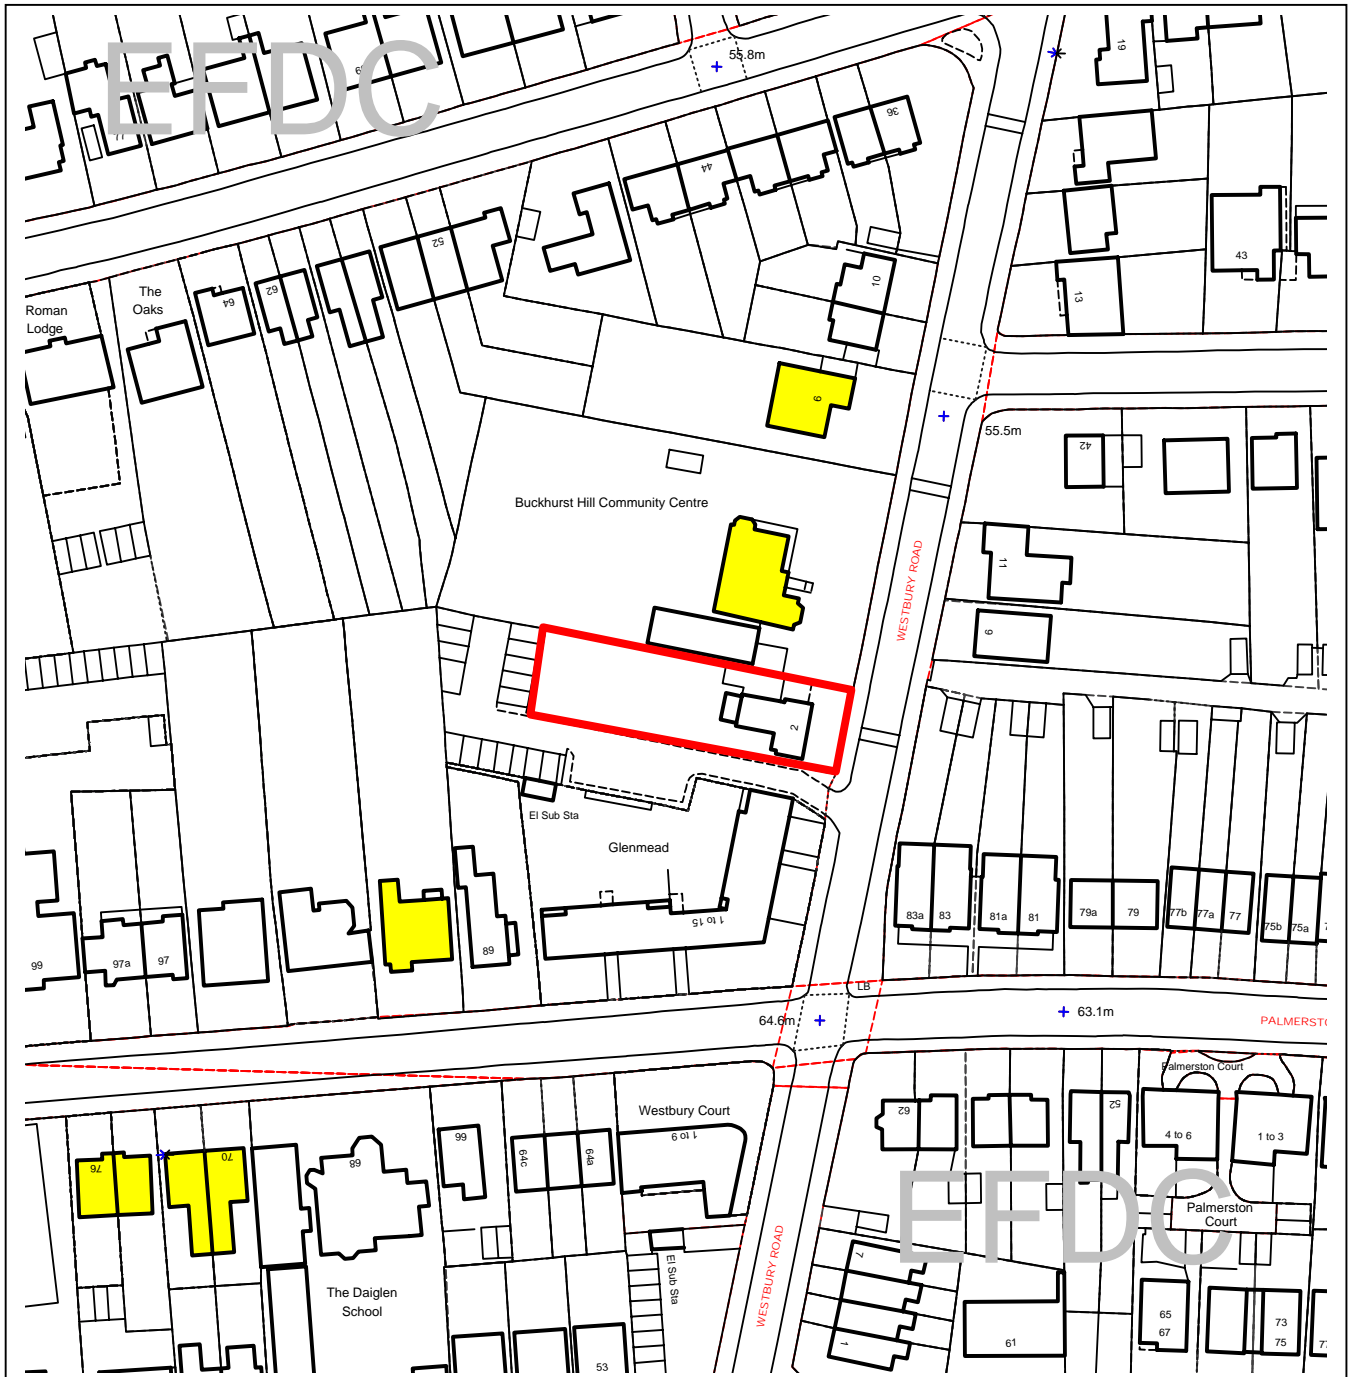 EFDC
55.8m
19
36
44
52
62
64
10
43
13
The
Oaks
Roman
Lodge
6
55.5m
42
Buckhurst Hill Community Centre
11
WESTBURY ROAD
9
2
El Sub Sta
Glenmead
1 to 15
83a
83
81a
81
79a
79
77b
77a
77
75b
75a
99
97a
97
89
LB
64.6m
63.1m
PALMERST
Palmerston Court
Westbury Court
1 to 9
76
70
68
66
64c
64a
62
52
4 to 6
1 to 3
EFDC
Palmerston
Court
WESTBURY ROAD
El Sub Sta
The Daiglen
School
7
1
61
53
65
67
73
75